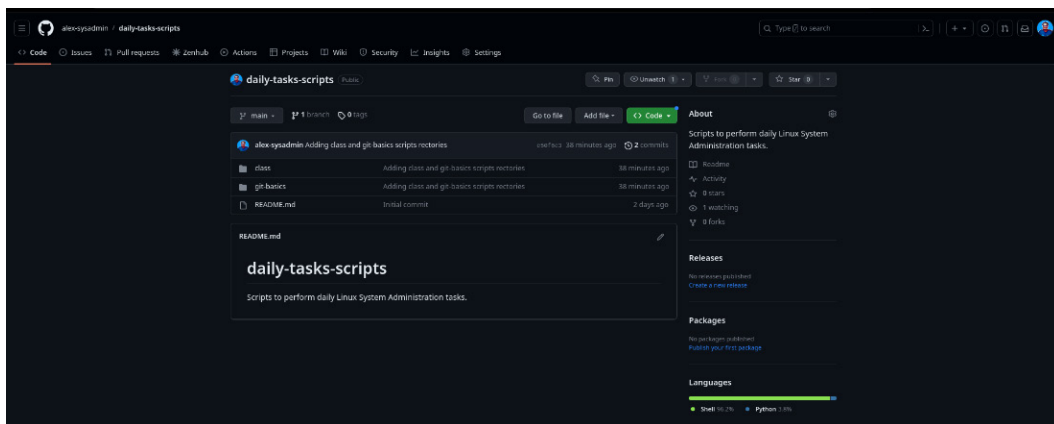 alex-sysadmin / daily-tasks-scripts
Type / to search
Code Issues Pull requests Zenhub Actions Projects Wiki Security Insights Settings
daily-tasks-scripts Public
Pin Unwatch 1 Fork 0 Star 0
main 1 branch 0 tags
Go to file Add file Code
alex-sysadmin Adding class and git-basics scripts rectories 38 minutes ago 2 commits
class Adding class and git-basics scripts rectories 38 minutes ago
git-basics Adding class and git-basics scripts rectories 38 minutes ago
README.md Initial commit 2 days ago
README.md
daily-tasks-scripts
Scripts to perform daily Linux System Administration tasks.
About
Scripts to perform daily Linux System
Administration tasks.
Readme
Activity
0 stars
1 watching
0 forks
Releases
No releases published
Create a new release
Packages
No packages published
Publish your first package
Languages
Shell 96.2% Python 3.8%